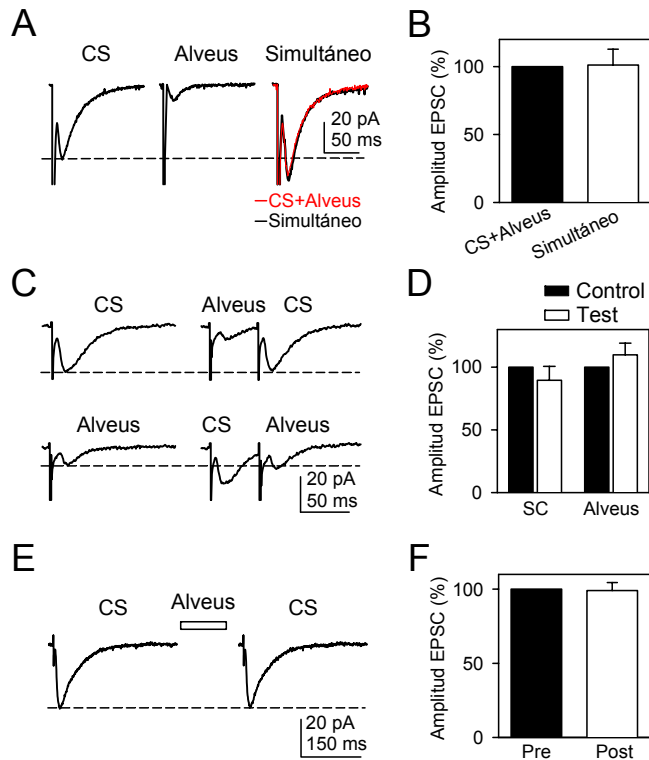 A
CS
Alveus
Simultáneo
20 pA
50 ms
CS+Alveus
Simultáneo
B
Amplitud EPSC (%)
100
50
0
CS+Alveus
Simultáneo
C
CS
Alveus
CS
Alveus
CS
Alveus
20 pA
50 ms
D
Control
Test
Amplitud EPSC (%)
100
50
0
SC
Alveus
E
CS
Alveus
CS
20 pA
150 ms
F
Amplitud EPSC (%)
100
50
0
Pre
Post